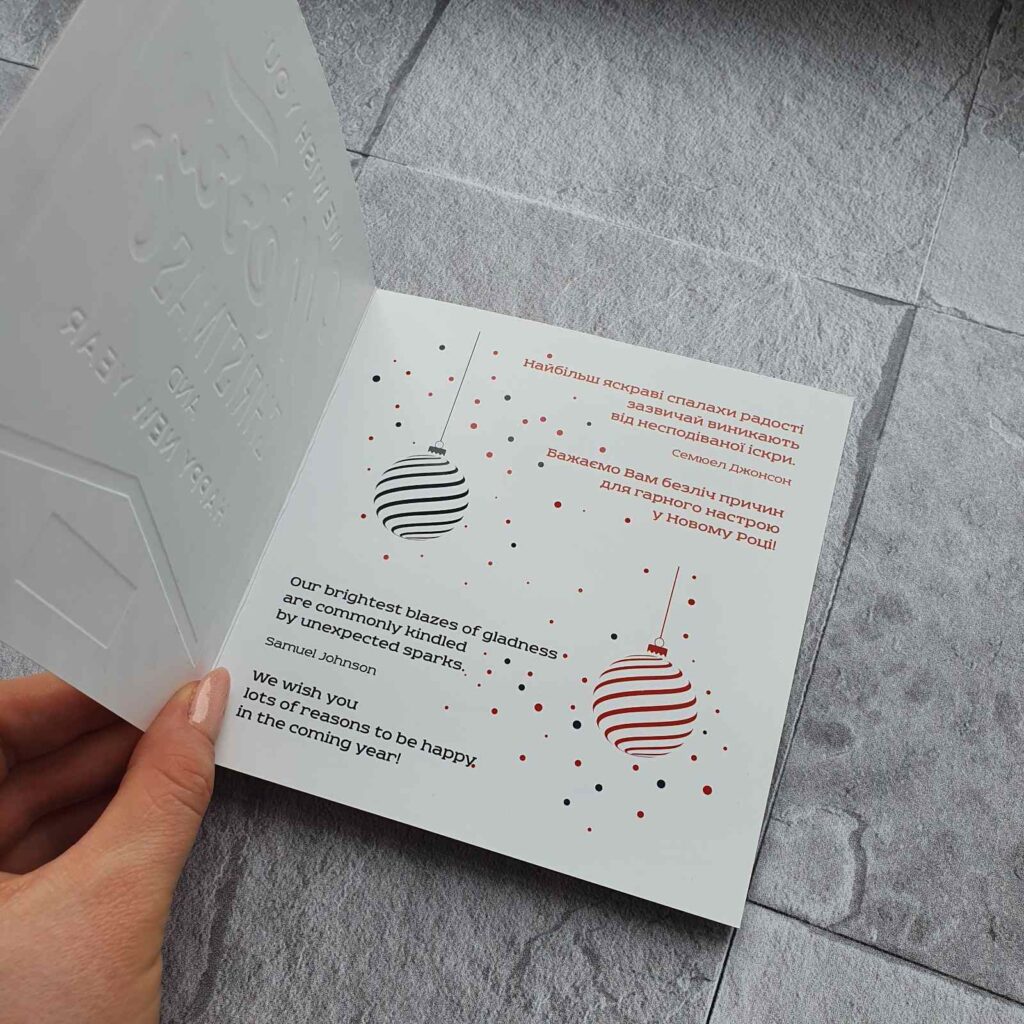 WE WISH YOU
A
CHRISTMAS
AND
HAPPY NEW YEAR
Найбільш яскраві спалахи радості
зазвичай виникають
від несподіваної іскри.
Семюел Джонсон
Бажаємо Вам безліч причин
для гарного настрою
у Новому Році!
Our brightest blazes of gladness
are commonly kindled
by unexpected sparks.
Samuel Johnson
We wish you
lots of reasons to be happy
in the coming year!